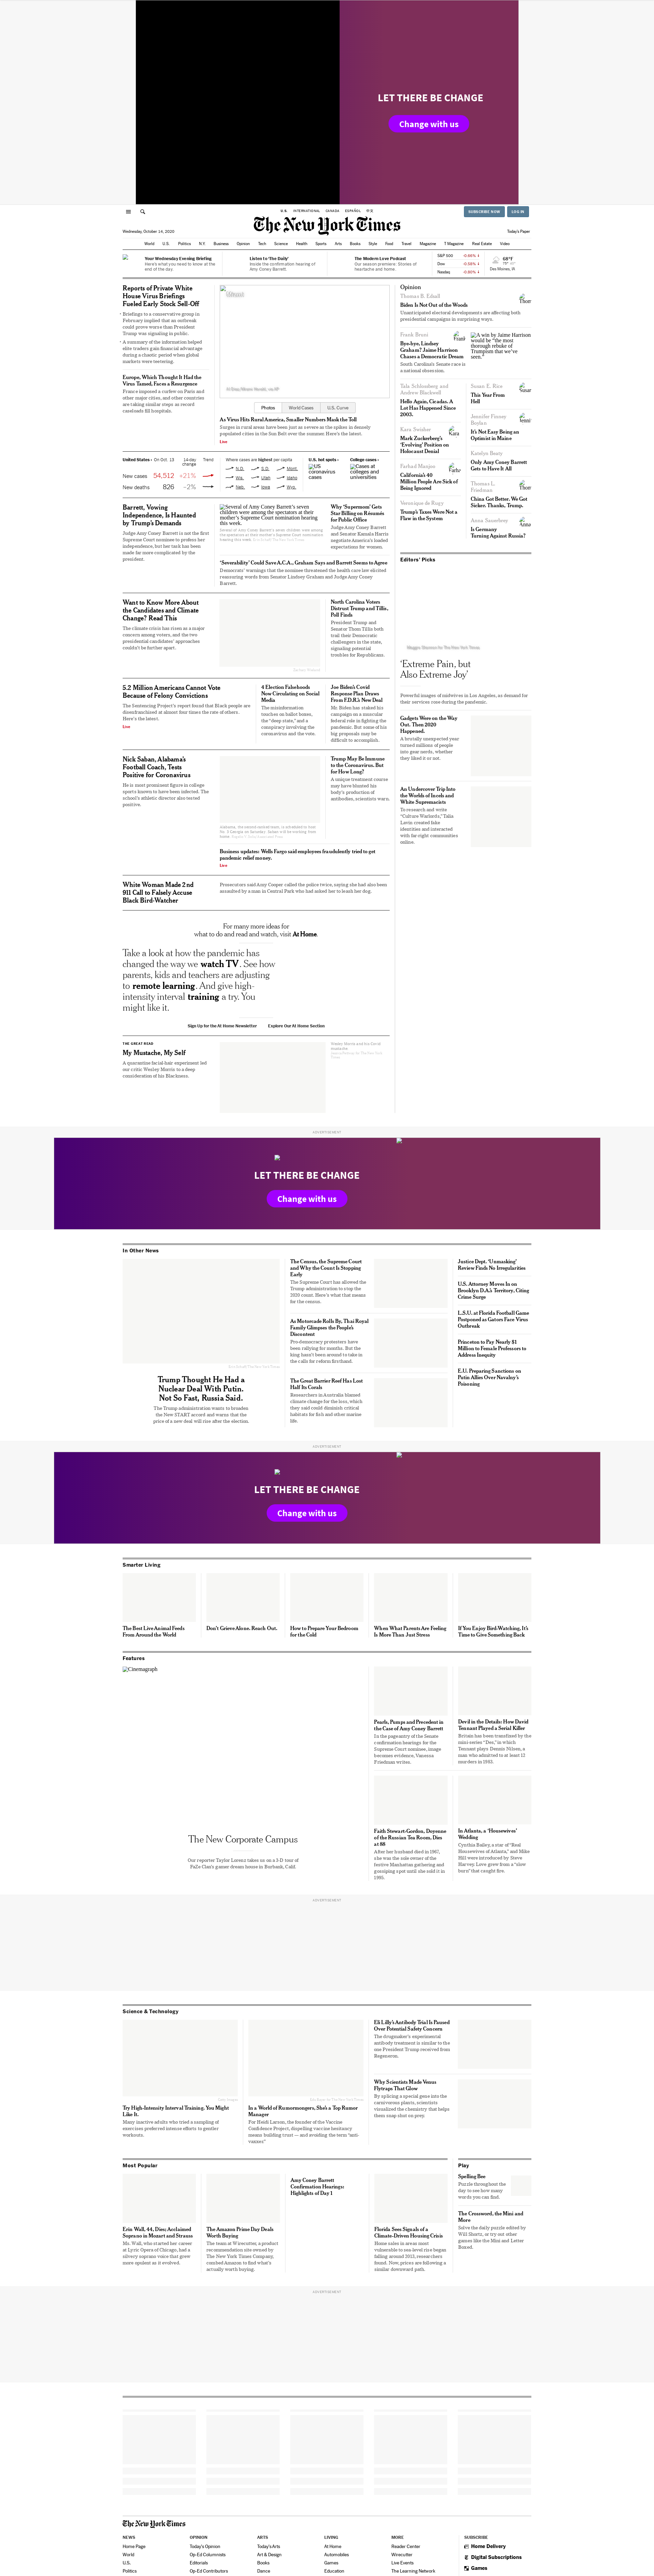 LET THERE BE CHANGE
Change with us
U.S.
INTERNATIONAL
CANADA
ESPAÑOL
中文
SUBSCRIBE NOW
LOG IN
The New York Times
Wednesday, October 14, 2020
Today's Paper
World
U.S.
Politics
N.Y.
Business
Opinion
Tech
Science
Health
Sports
Arts
Books
Style
Food
Travel
Magazine
T Magazine
Real Estate
Video
Your Wednesday Evening Briefing
Here's what you need to know at the
end of the day.
Listen to 'The Daily'
Inside the confirmation hearing of
Amy Coney Barrett.
The Modern Love Podcast
Our season premiere: Stories of
heartache and home
S&P 500
-0.66% ↓
Dow
-0.58% ↓
Nasdaq
-0.80% ↓
Des Moines, IA
Reports of Private White
House Virus Briefings
Fueled Early Stock Sell-Off
Briefings to a conservative group in
February implied that an outbreak
could prove worse than President
Trump was signaling in public.
A summary of the information helped
elite traders gain financial advantage
during a chaotic period when global
markets were teetering.
Europe, Which Thought It Had the
Virus Tamed, Faces a Resurgence
France imposed a curfew on Paris and
other major cities, and other countries
are taking similar steps as record
caseloads fill hospitals.
Miami
Photos
World Cases
U.S. Curve
As Virus Hits Rural America, Smaller Numbers Mask the Toll
Surges in rural areas have been just as severe as the spikes in densely
populated cities in the Sun Belt over the summer. Here's the latest.
Live
United States › On Oct. 13
14-day
change
Trend
New cases
54,512
+21%
New deaths
826
–2%
Where cases are highest per capita
N.D.
S.D.
Mont.
Wis.
Utah
Idaho
Neb.
Iowa
Wyo.
U.S. hot spots ›
US
coronavirus
cases
College cases ›
Cases at
colleges and
universities
Barrett, Vowing
Independence, Is Haunted
by Trump's Demands
Judge Amy Coney Barrett is not the first
Supreme Court nominee to profess her
independence, but her task has been
made far more complicated by the
president.
Several of Amy Coney Barrett's seven
children were among the spectators at their
mother's Supreme Court nomination hearing
this week.
Why 'Supermom' Gets
Star Billing on Résumés
for Public Office
Judge Amy Coney Barrett
and Senator Kamala Harris
navigate America's loaded
expectations for women.
'Severability' Could Save A.C.A., Graham Says and Barrett Seems to Agree
Democrats' warnings that the nominee threatened the health care law elicited
reassuring words from Senator Lindsey Graham and Judge Amy Coney
Barrett.
Want to Know More About
the Candidates and Climate
Change? Read This
The climate crisis has risen as a major
concern among voters, and the two
presidential candidates' approaches
couldn't be further apart.
North Carolina Voters
Distrust Trump and Tillis,
Poll Finds
President Trump and
Senator Thom Tillis both
trail their Democratic
challengers in the state,
signaling potential
troubles for Republicans.
5.2 Million Americans Cannot Vote
Because of Felony Convictions
The Sentencing Project's report found that Black people are
disenfranchised at almost four times the rate of others.
Here's the latest.
Live
4 Election Falsehoods
Now Circulating on Social
Media
The misinformation
touches on ballot boxes,
the "deep state," and a
conspiracy involving the
coronavirus and the vote.
Joe Biden's Covid
Response Plan Draws
From F.D.R.'s New Deal
Mr. Biden has staked his
campaign on a muscular
federal role in fighting the
pandemic. But some of his
big proposals may be
difficult to accomplish.
Nick Saban, Alabama's
Football Coach, Tests
Positive for Coronavirus
He is most prominent figure in college
sports known to have been infected. The
school's athletic director also tested
positive.
Trump May Be Immune
to the Coronavirus. But
for How Long?
A unique treatment course
may have blunted his
body's production of
antibodies, scientists warn.
Business updates: Wells Fargo said employees fraudulently tried to get
pandemic relief money.
Live
White Woman Made 2nd
911 Call to Falsely Accuse
Black Bird-Watcher
Prosecutors said Amy Cooper called the police twice, saying she had also been
assaulted by a man in Central Park who had asked her to leash her dog.
For many more ideas for
what to do and read and watch, visit At Home.
Take a look at how the pandemic has
changed the way we watch TV. See how
parents, kids and teachers are adjusting
to remote learning. And give high-
intensity interval training a try. You
might like it.
Sign Up for the At Home Newsletter
Explore Our At Home Section
THE GREAT READ
My Mustache, My Self
A quarantine facial-hair experiment led
our critic Wesley Morris to a deep
consideration of his Blackness.
Opinion
Thomas B. Edsall
Biden Is Not Out of the Woods
Unanticipated electoral developments are affecting both
presidential campaigns in surprising ways.
Frank Bruni
Bye-bye, Lindsey
Graham? Jaime Harrison
Chases a Democratic Dream
South Carolina's Senate race is
a national obsession.
A win by Jaime Harrison
would be "the most
thorough rebuke of
Trumpism that we've
seen."
Talia Schlanberg and
Andrew Blackwell
Hello Again, Cicadas. A
Lot Has Happened Since
2003.
Susan E. Rice
This Year From
Hell
Kara Swisher
Mark Zuckerberg's
'Evolving' Position on
Holocaust Denial
Jennifer Finney
Boylan
It's Not Easy Being an
Optimist in Maine
Farhad Manjoo
California's 40
Million People Are Sick of
Being Ignored
Katelyn Burns
Only Amy Coney Barrett
Gets to Have It All
Thomas L.
Friedman
China Got Better. We Got
Sicker. Thanks, Trump.
Veronique de Rugy
Trump's Taxes Were Not a
Flaw in the System
Anna Sauerbrey
Is Germany
Turning Against Russia?
Editors' Picks
'Extreme Pain, but
Also Extreme Joy'
Powerful images of midwives in Los Angeles, as demand for
their services rose during the pandemic.
Gadgets Were on the Way
Out. Then 2020
Happened.
A brutally unexpected year
turned millions of people
into gear nerds, whether
they liked it or not.
An Undercover Trip Into
the Worlds of Incels and
White Supremacists
To research and write
"Culture Warlords," Talia
Lavin created fake
identities and interacted
with far-right communities
online.
ADVERTISEMENT
LET THERE BE CHANGE
Change with us
In Other News
Trump Thought He Had a
Nuclear Deal With Putin.
Not So Fast, Russia Said.
The Trump administration wants to broaden
the New START accord and warns that the
price of a new deal will rise after the election.
The Census, the Supreme Court
and Why the Count Is Stopping
Early
The Supreme Court has allowed the
Trump administration to stop the
2020 count. Here's what that means
for the census.
As Motorcade Rolls By, Thai Royal
Family Glimpses the People's
Discontent
Pro-democracy protesters have
been rallying for months. But the
king hasn't been around to take in
the calls for reform firsthand.
The Great Barrier Reef Has Lost
Half Its Corals
Researchers in Australia blamed
climate change for the loss, which
they said could diminish critical
habitats for fish and other marine
life.
Justice Dept. 'Unmasking'
Review Finds No Irregularities
U.S. Attorney Moves In on
Brooklyn D.A.'s Territory, Citing
Crime Surge
L.S.U. at Florida Football Game
Postponed as Gators Face Virus
Outbreak
Princeton to Pay Nearly $1
Million to Female Professors to
Address Inequity
E.U. Preparing Sanctions on
Putin Allies Over Navalny's
Poisoning
ADVERTISEMENT
LET THERE BE CHANGE
Change with us
Smarter Living
The Best Live Animal Feeds
From Around the World
Don't Grieve Alone. Reach Out.
How to Prepare Your Bedroom
for the Cold
When What Parents Are Feeling
Is More Than Just Stress
If You Enjoy Bird-Watching, It's
Time to Give Something Back
Features
Cinemagraph
The New Corporate Campus
Our reporter Taylor Lorenz takes us on a 3-D tour of
FaZe Clan's gamer dream house in Burbank, Calif.
Pearls, Pumps and Precedent in
the Case of Amy Coney Barrett
In the pageantry of the Senate
confirmation hearings for the
Supreme Court nominee, image
becomes evidence, Vanessa
Friedman writes.
Devil in the Details: How David
Tennant Played a Serial Killer
Britain has been transfixed by the
mini-series "Des," in which
Tennant plays Dennis Nilsen, a
man who admitted to at least 12
murders in 1983.
Faith Stewart-Gordon, Doyenne
of the Russian Tea Room, Dies
at 88
After her husband died in 1967,
she was the sole owner of the
festive Manhattan gathering and
gossiping spot until she sold it in
1995.
In Atlanta, a 'Housewives'
Wedding
Cynthia Bailey, a star of "Real
Housewives of Atlanta," and Mike
Hill were introduced by Steve
Harvey. Love grew from a "slow
burn" that caught fire.
ADVERTISEMENT
Science & Technology
Try High-Intensity Interval Training. You Might
Like It.
Many inactive adults who tried a sampling of
exercises preferred intense efforts to gentler
workouts.
In a World of Rumormongers, She's a Top Rumor
Manager
For Heidi Larson, the founder of the Vaccine
Confidence Project, dispelling vaccine hesitancy
means building trust — and avoiding the term "anti-
vaxxer."
Eli Lilly's Antibody Trial Is Paused
Over Potential Safety Concern
The drugmaker's experimental
antibody treatment is similar to the
one President Trump received from
Regeneron.
Why Scientists Made Venus
Flytraps That Glow
By splicing a special gene into the
carnivorous plants, scientists
visualized the chemistry that helps
them snap shut on prey.
Most Popular
Erin Wall, 44, Dies; Acclaimed
Soprano in Mozart and Strauss
Ms. Wall, who started her career
at Lyric Opera of Chicago, had a
silvery soprano voice that grew
more opulent as it evolved.
The Amazon Prime Day Deals
Worth Buying
The team at Wirecutter, a product
recommendation site owned by
The New York Times Company,
combed Amazon to find what's
actually worth buying.
Amy Coney Barrett
Confirmation Hearings:
Highlights of Day 1
Florida Sees Signals of a
Climate-Driven Housing Crisis
Home sales in areas most
vulnerable to sea-level rise began
falling around 2013, researchers
found. Now, prices are following a
similar downward path.
Play
Spelling Bee
Puzzle throughout the
day to see how many
words you can find.
The Crossword, the Mini and
More
Solve the daily puzzle edited by
Will Shortz, or try out other
games like the Mini and Letter
Boxed.
ADVERTISEMENT
The New York Times
NEWS
Home Page
World
U.S.
Politics
OPINION
Today's Opinion
Op-Ed Columnists
Editorials
Op-Ed Contributors
ARTS
Today's Arts
Art & Design
Books
Dance
LIVING
At Home
Automobiles
Games
Education
MORE
Reader Center
Wirecutter
Live Events
The Learning Network
SUBSCRIBE
Home Delivery
Digital Subscriptions
Games